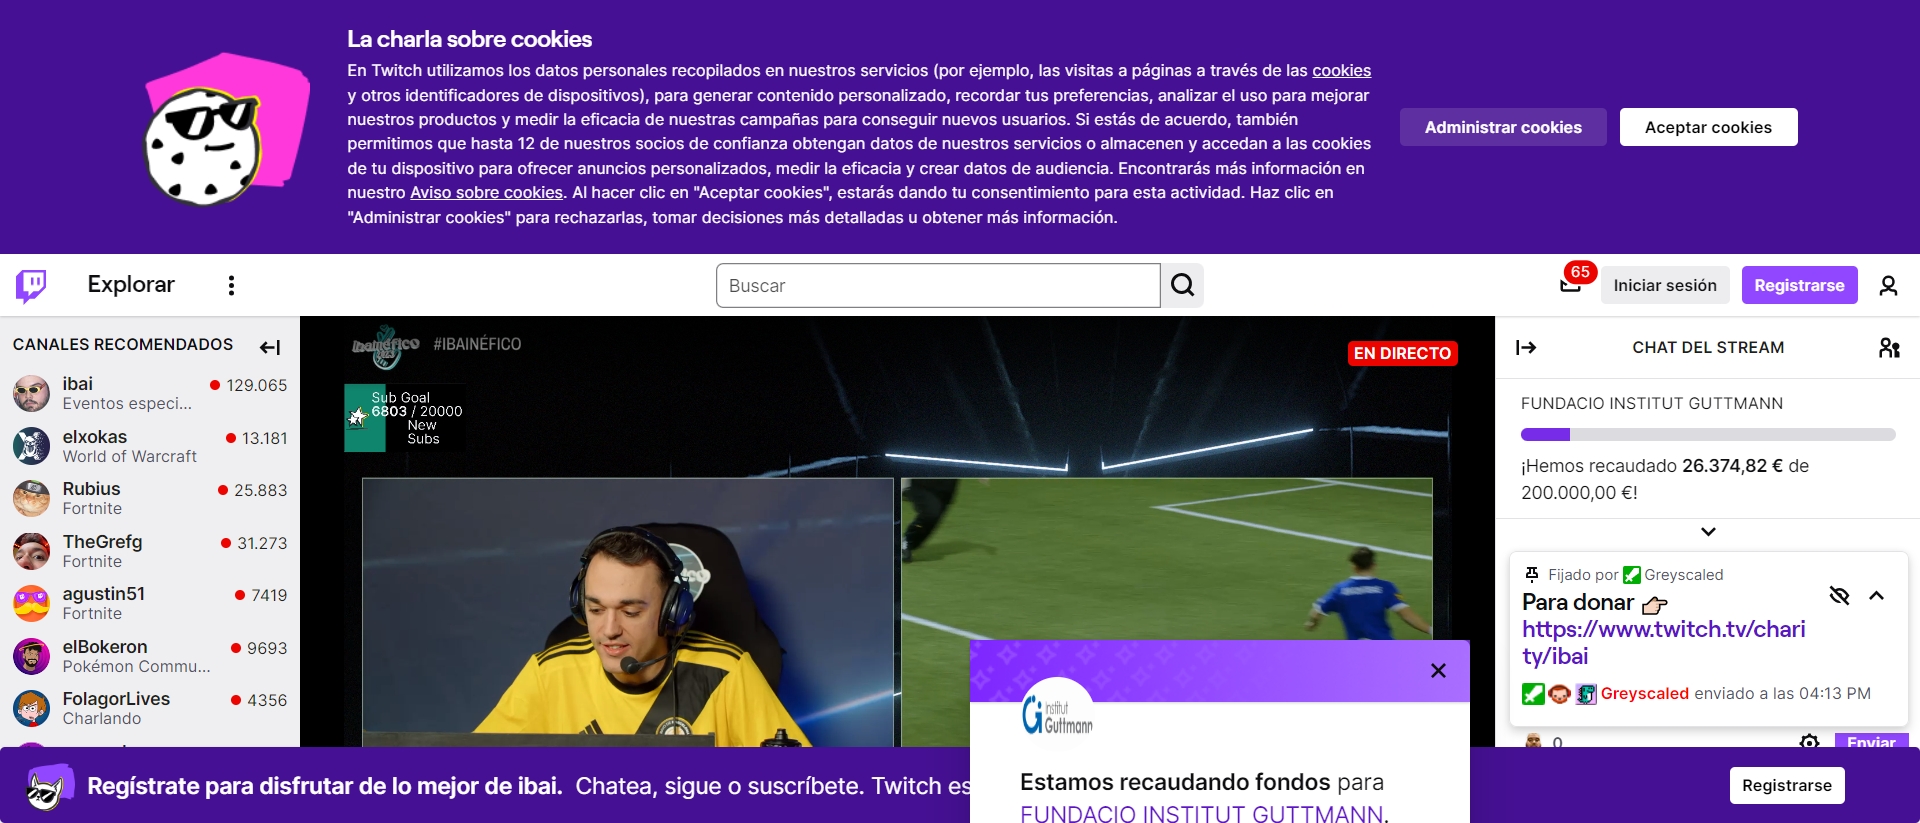 La charla sobre cookies
En Twitch utilizamos los datos personales recopilados en nuestros servicios (por ejemplo, las visitas a páginas a través de las cookies
y otros identificadores de dispositivos), para generar contenido personalizado, recordar tus preferencias, analizar el uso para mejorar
nuestros productos y medir la eficacia de nuestras campañas para conseguir nuevos usuarios. Si estás de acuerdo, también
permitimos que hasta 12 de nuestros socios de confianza obtengan datos de nuestros servicios o almacenen y accedan a las cookies
de tu dispositivo para ofrecer anuncios personalizados, medir la eficacia y crear datos de audiencia. Encontrarás más información en
nuestro Aviso sobre cookies. Al hacer clic en "Aceptar cookies", estarás dando tu consentimiento para esta actividad. Haz clic en
"Administrar cookies" para rechazarlas, tomar decisiones más detalladas u obtener más información.
Administrar cookies
Aceptar cookies
Explorar
Buscar
65
Iniciar sesión
Registrarse
CANALES RECOMENDADOS
ibai
129.065
Eventos especi...
elxokas
13.181
World of Warcraft
Rubius
25.883
Fortnite
TheGrefg
31.273
Fortnite
agustin51
7419
Fortnite
elBokeron
9693
Pokémon Commu...
FolagorLives
4356
Charlando
ibainéfico
#IBAINÉFICO
EN DIRECTO
Sub Goal
6803 / 20000
New
Subs
CHAT DEL STREAM
FUNDACIO INSTITUT GUTTMANN
¡Hemos recaudado 26.374,82 € de
200.000,00 €!
Fijado por Greyscaled
Para donar
https://www.twitch.tv/chari
ty/ibai
Greyscaled enviado a las 04:13 PM
0
Enviar
Institut
Guttmann
Estamos recaudando fondos para
FUNDACIO INSTITUT GUTTMANN.
Regístrate para disfrutar de lo mejor de ibai. Chatea, sigue o suscríbete. Twitch es
Registrarse